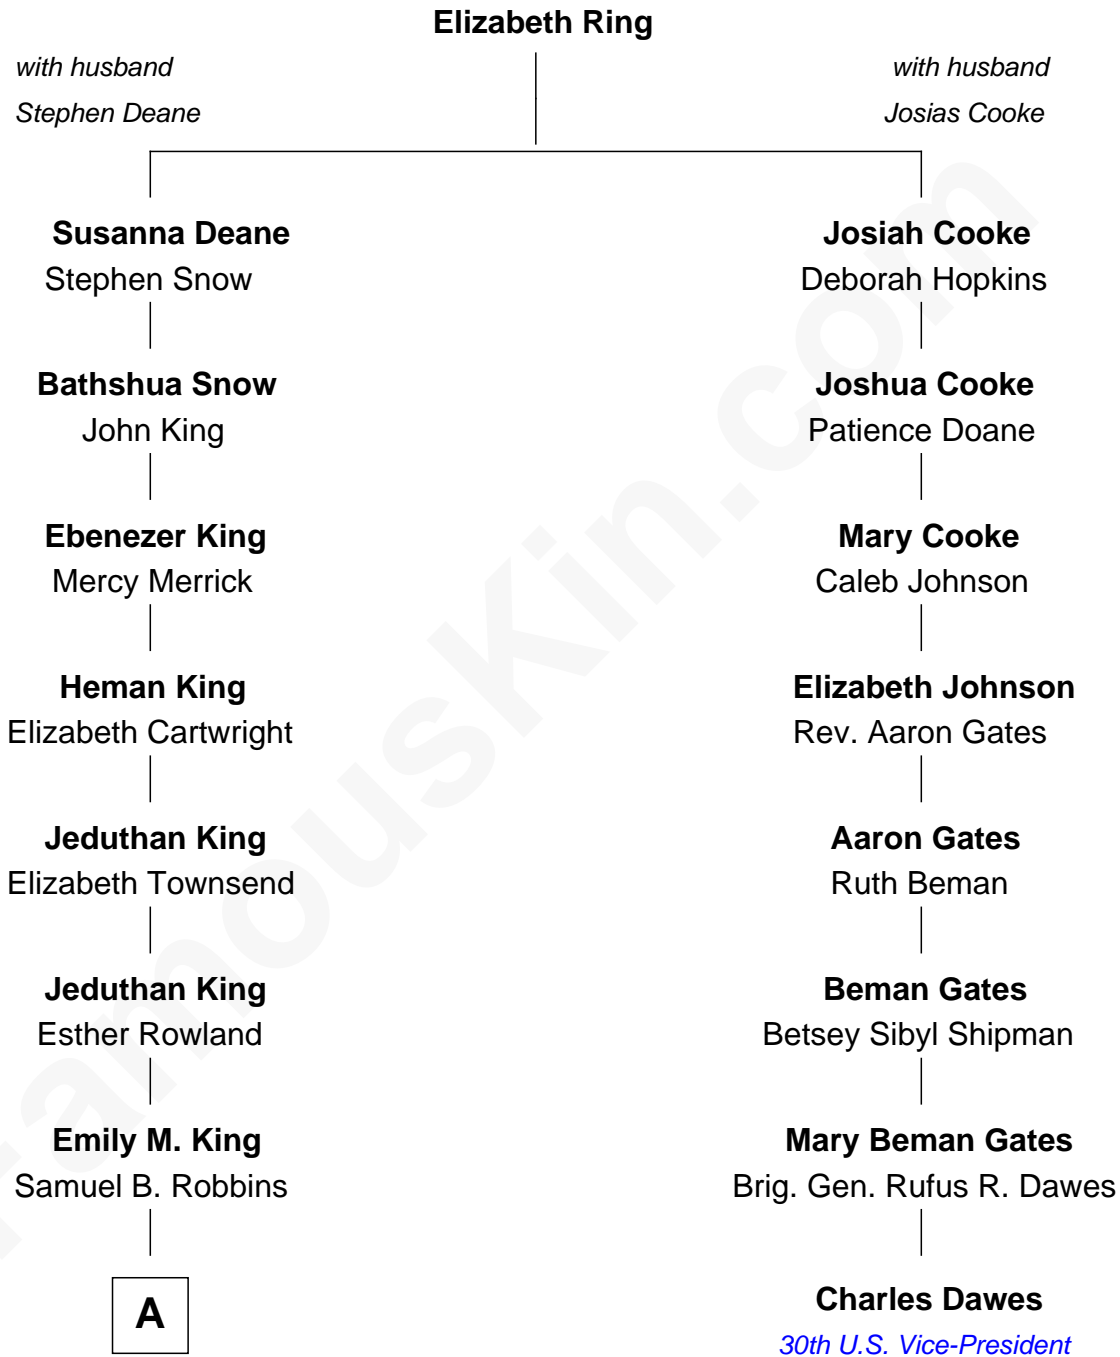 Elizabeth Ring
with husband
Stephen Deane
with husband
Josias Cooke
Susanna Deane
Stephen Snow
Josiah Cooke
Deborah Hopkins
Bathshua Snow
John King
Joshua Cooke
Patience Doane
Ebenezer King
Mercy Merrick
Mary Cooke
Caleb Johnson
Heman King
Elizabeth Cartwright
Elizabeth Johnson
Rev. Aaron Gates
Jeduthan King
Elizabeth Townsend
Aaron Gates
Ruth Beman
Jeduthan King
Esther Rowland
Beman Gates
Betsey Sibyl Shipman
Emily M. King
Samuel B. Robbins
Mary Beman Gates
Brig. Gen. Rufus R. Dawes
A
Charles Dawes
30th U.S. Vice-President
FamousKin.com